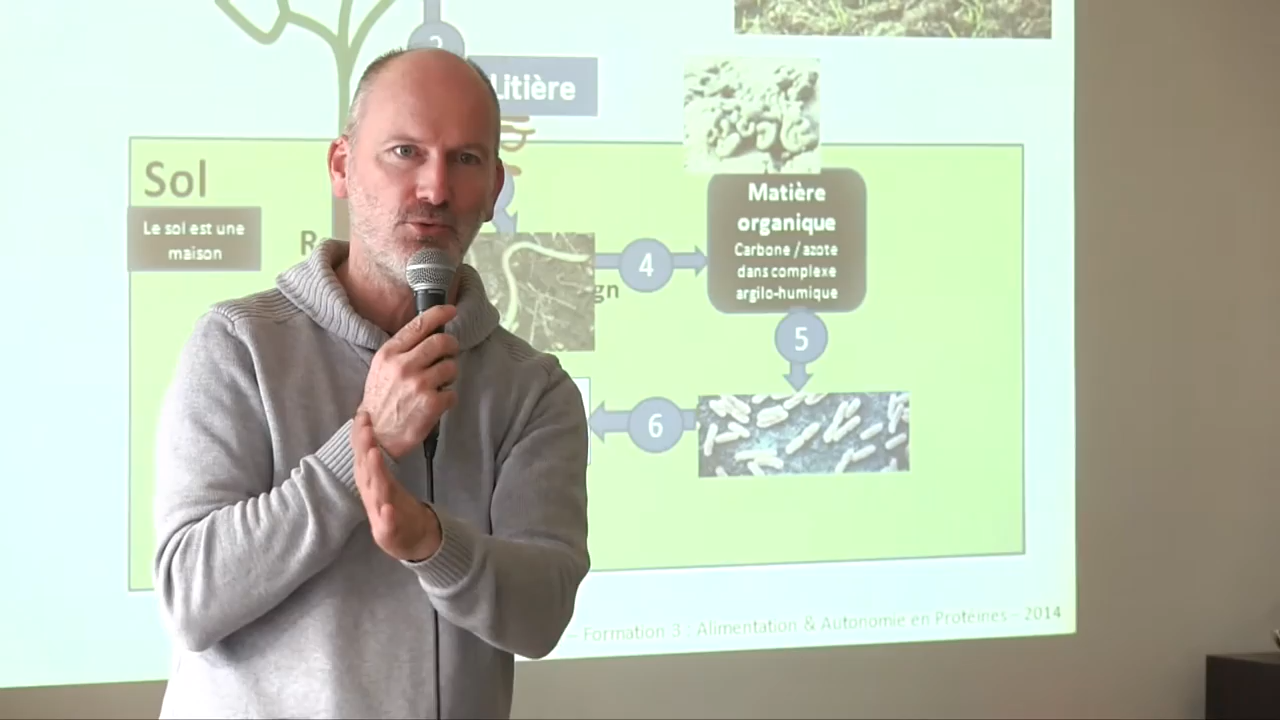 Litière
Sol
Le sol est une
maison
Matière
organique
Carbone / azote
dans complexe
argilo-humique
4
5
6
– Formation 3 : Alimentation & Autonomie en Protéines – 2014